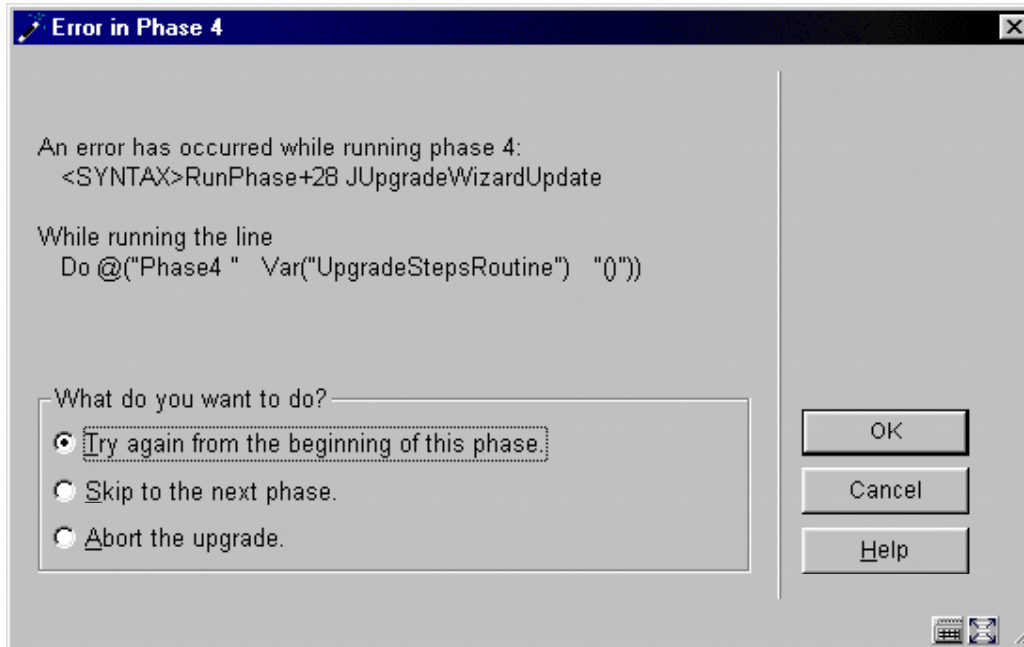 Error in Phase 4
An error has occurred while running phase 4:
<SYNTAX>RunPhase+28 JUpgradeWizardUpdate
While running the line
Do @("Phase4 "   Var("UpgradeStepsRoutine")   "()"))
What do you want to do?
Try again from the beginning of this phase.
Skip to the next phase.
Abort the upgrade.
OK
Cancel
Help